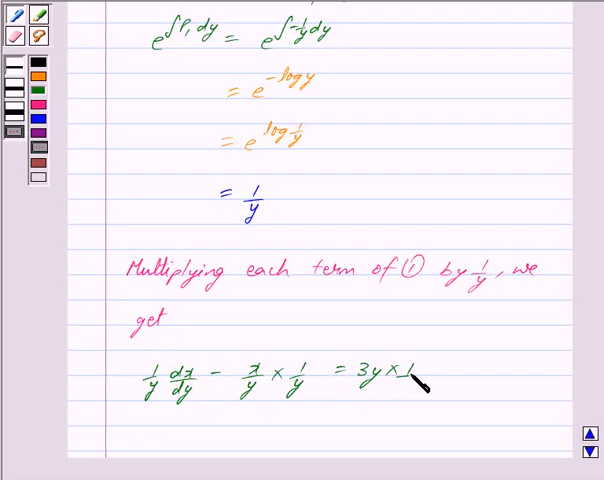 e^∫P₁dy = e^∫-1/y dy
= e^-log y
= e^log 1/y
= 1/y
Multiplying each term of ① by 1/y, we
get
1/y dx/dy - x/y × 1/y = 3y × 1